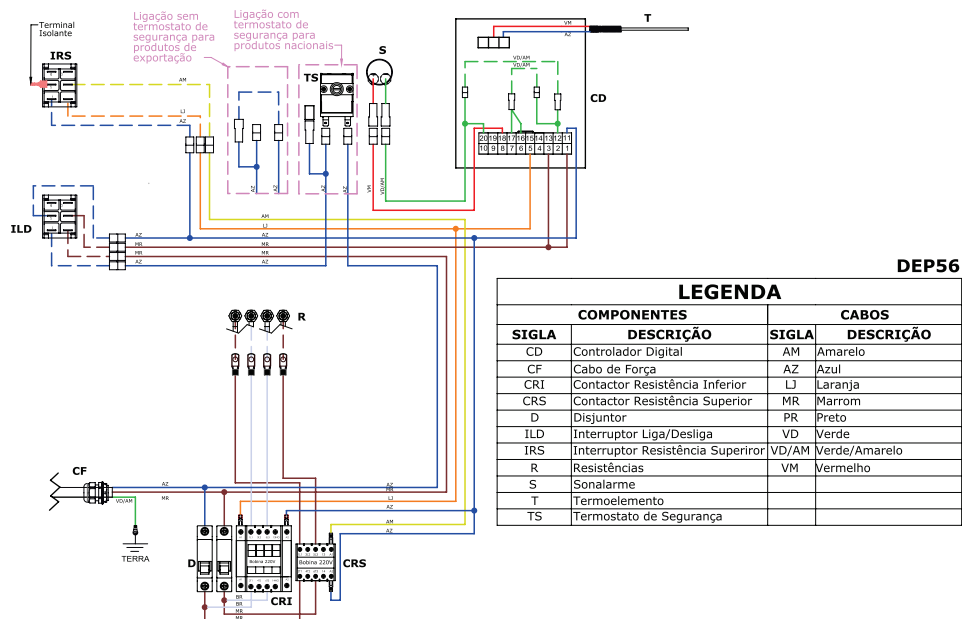 Terminal
Isolante
IRS
Ligação sem
termostato de
segurança para
produtos de
exportação
Ligação com
termostato de
segurança para
produtos nacionais
TS
S
T
VM
AZ
VD/AM
VD/AM
CD
20 19 18 17 16 15 14 13 12 11
10 9 8 7 6 5 4 3 2 1
AM
LJ
AZ
AZ
AZ
AZ
AZ
VM
VD/AM
ILD
AM
LJ
AZ AZ
MR MR
MR MR
AZ AZ
R
CF
VD/AM
TERRA
AZ
MR
AZ
MR
LJ
AZ
AM
AZ
D
Bobina 220V
CRI
Bobina 220V
CRS
BR
BR
MR
MR
DEP56
LEGENDA
COMPONENTES CABOS
SIGLA DESCRIÇÃO SIGLA DESCRIÇÃO
CD Controlador Digital AM Amarelo
CF Cabo de Força AZ Azul
CRI Contactor Resistência Inferior LJ Laranja
CRS Contactor Resistência Superior MR Marrom
D Disjuntor PR Preto
ILD Interruptor Liga/Desliga VD Verde
IRS Interruptor Resistência Superiror VD/AM Verde/Amarelo
R Resistências VM Vermelho
S Sonalarme
T Termoelemento
TS Termostato de Segurança